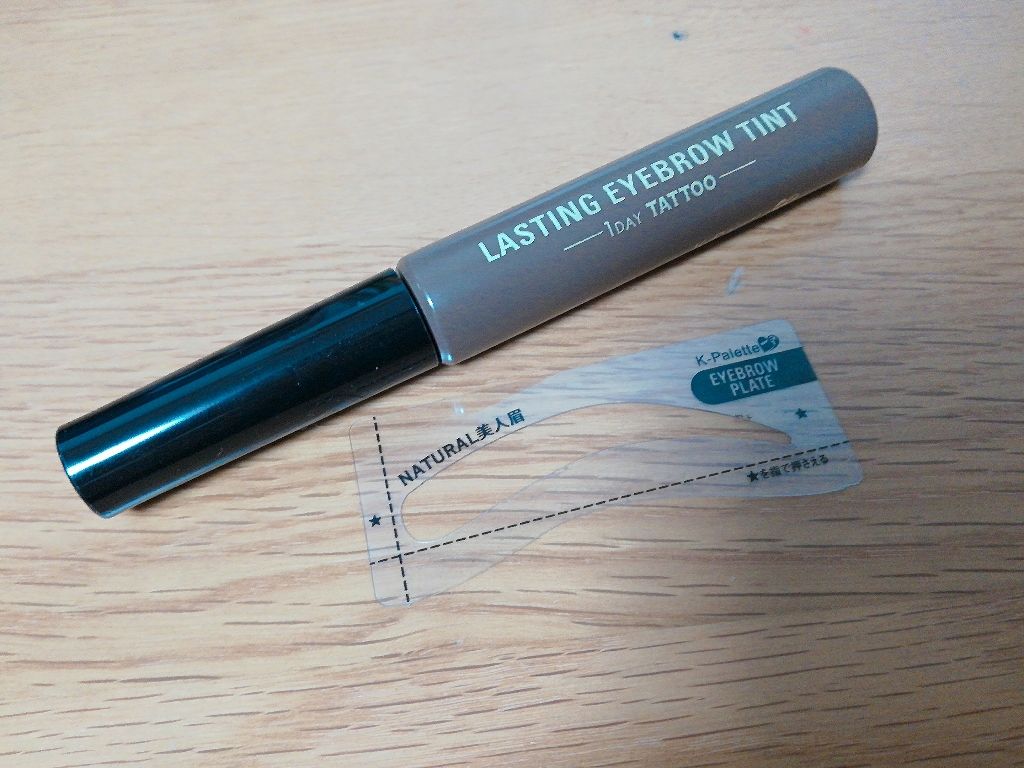 LASTING EYEBROW TINT
1DAY TATTOO
K-Palette
EYEBROW
PLATE
NATURAL美人眉
★を指で押さえる